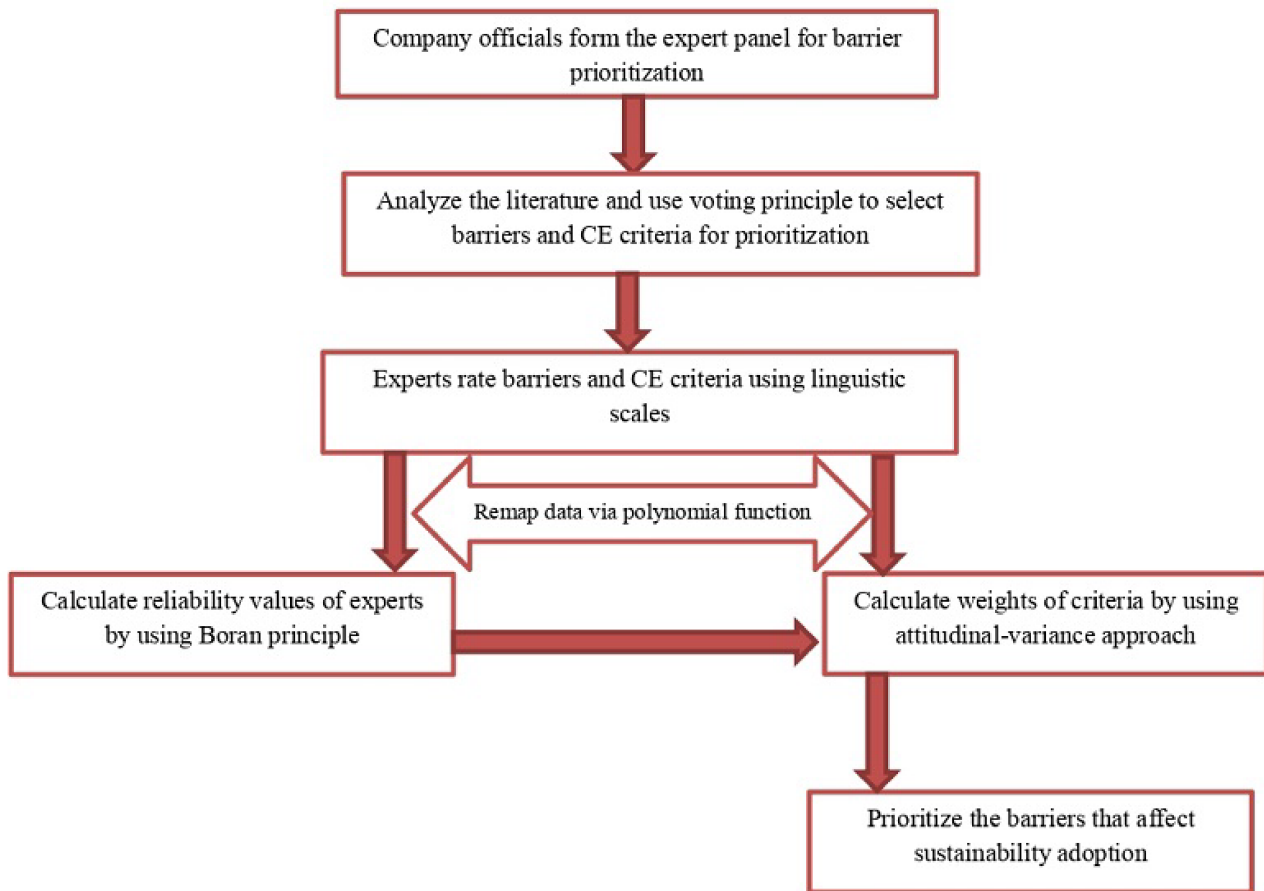 Company officials form the expert panel for barrier
prioritization
Analyze the literature and use voting principle to select
barriers and CE criteria for prioritization
Experts rate barriers and CE criteria using linguistic
scales
Remap data via polynomial function
Calculate reliability values of experts
by using Boran principle
Calculate weights of criteria by using
attitudinal-variance approach
Prioritize the barriers that affect
sustainability adoption